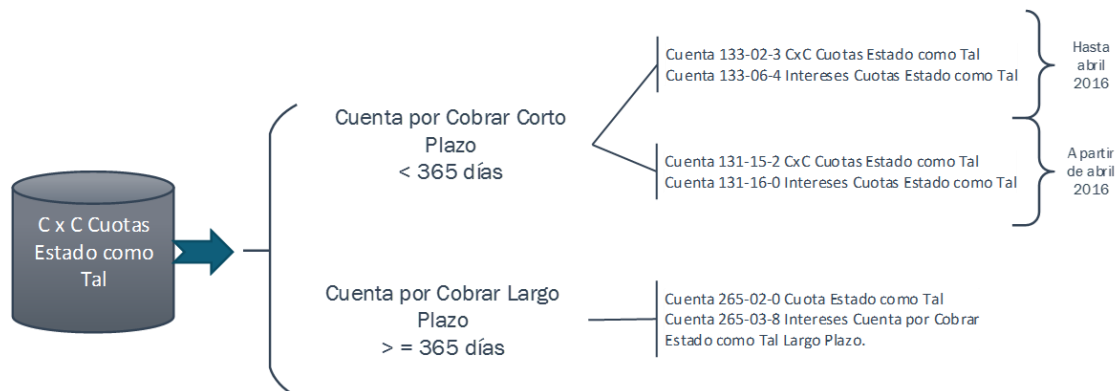 C x C Cuotas
Estado como
Tal
Cuenta por Cobrar Corto
Plazo
< 365 días
Cuenta 133-02-3 CxC Cuotas Estado como Tal
Cuenta 133-06-4 Intereses Cuotas Estado como Tal
Hasta
abril
2016
Cuenta 131-15-2 CxC Cuotas Estado como Tal
Cuenta 131-16-0 Intereses Cuotas Estado como Tal
A partir
de abril
2016
Cuenta por Cobrar Largo
Plazo
> = 365 días
Cuenta 265-02-0 Cuota Estado como Tal
Cuenta 265-03-8 Intereses Cuenta por Cobrar
Estado como Tal Largo Plazo.